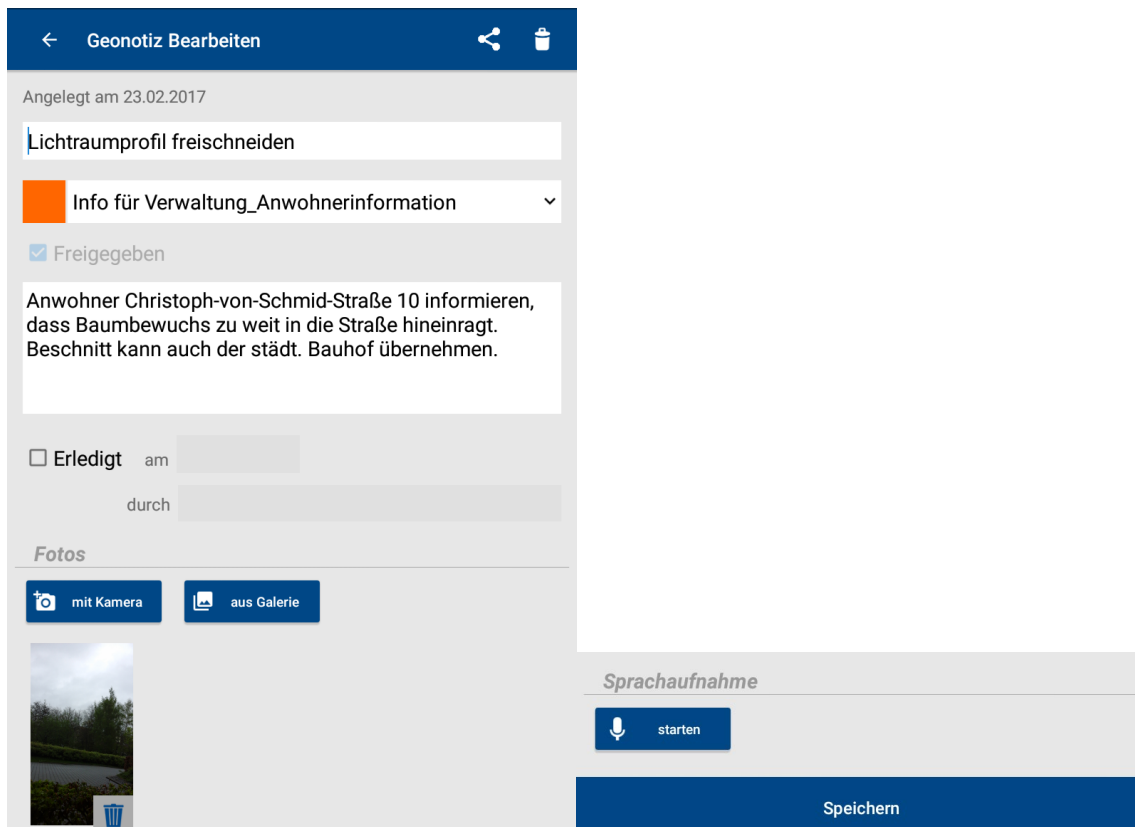 Geonotiz Bearbeiten
Angelegt am 23.02.2017
Lichtraumprofil freischneiden
Info für Verwaltung_Anwohnerinformation
Freigegeben
Anwohner Christoph-von-Schmid-Straße 10 informieren,
dass Baumbewuchs zu weit in die Straße hineinragt.
Beschnitt kann auch der städt. Bauhof übernehmen.
Erledigt am
durch
Fotos
mit Kamera aus Galerie
Sprachaufnahme
starten
Speichern